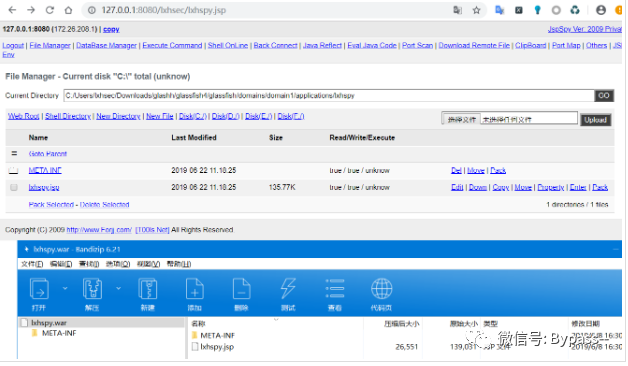 127.0.0.1:8080/lxhsec/lxhspy.jsp
127.0.0.1:8080 (172.26.208.1) | copy JspSpy Ver: 2009 Privat
Logout | File Manager | DataBase Manager | Execute Command | Shell OnLine | Back Connect | Java Reflect | Eval Java Code | Port Scan | Download Remote File | ClipBoard | Port Map | Others | JS
Env
File Manager - Current disk "C:\" total (unknow)
Current Directory C:/Users/lxhsec/Downloads/glashh/glassfish4/glassfish/domains/domain1/applications/lxhspy GO
Web Root | Shell Directory | New Directory | New File | Disk(C:/) | Disk(D:/) | Disk(E:/) | Disk(F:/) 选择文件 未选择任何文件 Upload
Name Last Modified Size Read/Write/Execute
= Goto Parent
META-INF 2019-06-22 11:18:25 true / true / unknow Del | Move | Pack
lxhspy.jsp 2019-06-22 11:18:25 135.77K true / true / unknow Edit | Down | Copy | Move | Property | Enter | Pack
Pack Selected - Delete Selected 1 directories / 1 files
Copyright (C) 2009 http://www.Forjj.com/ [T00ls.Net] All Rights Reserved.
lxhspy.war - Bandizip 6.21
文件(F) 编辑(E) 查找(I) 选项(O) 视图(V) 帮助(H)
打开 解压 新建 添加 删除 测试 查看 代码页
lxhspy.war 名称 压缩后大小 原始大小 类型 修改日期
META-INF META-INF 2019/6/8 16:30
lxhspy.jsp 26,551 139,031 JSP 文件 2019/6/8 16:30
微信号: Bypass--